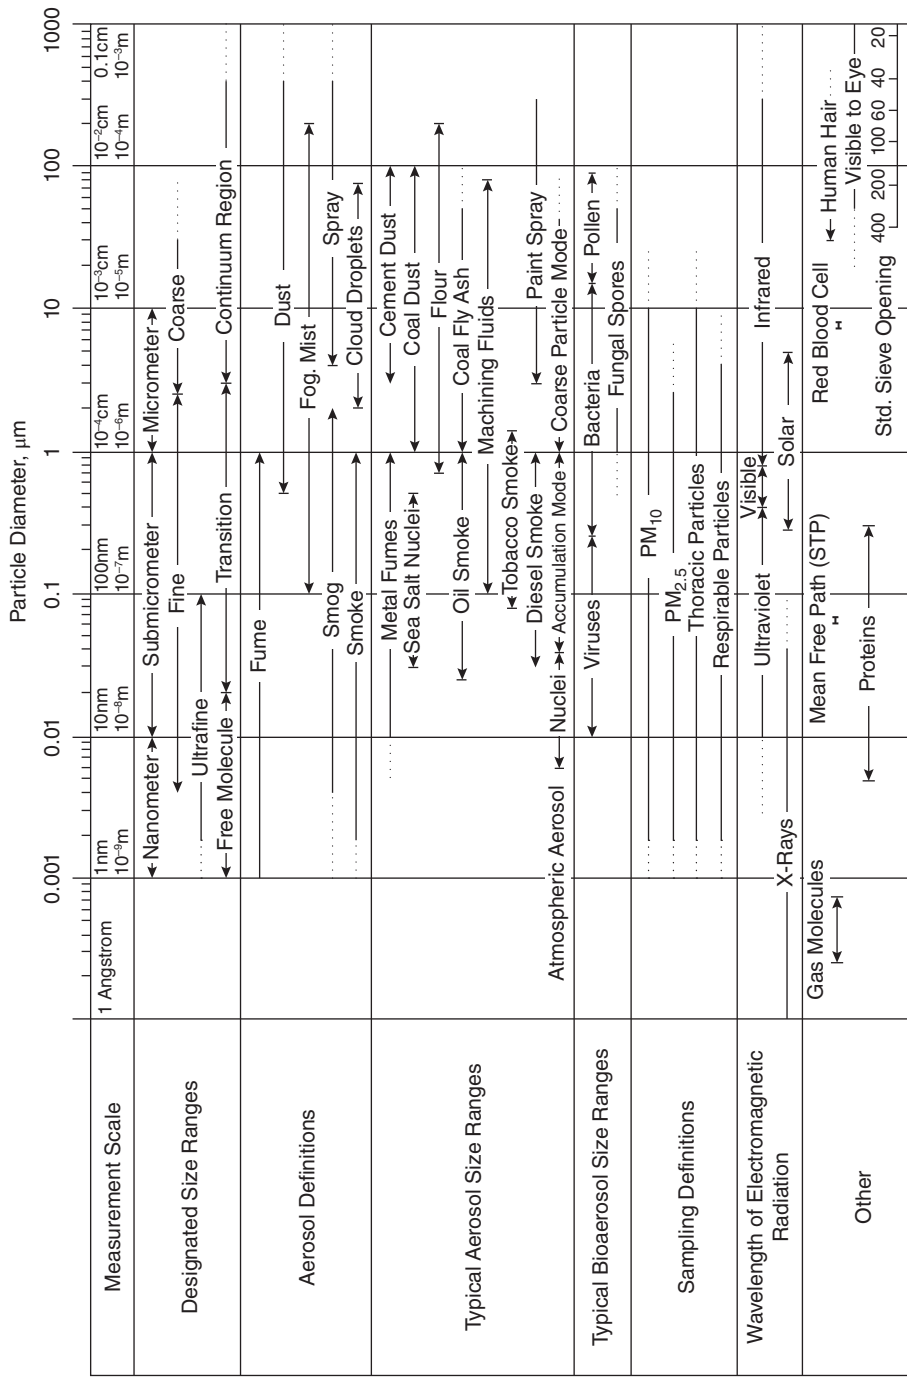 Particle Diameter, μm
0.001 0.01 0.1 1 10 100 1000
Measurement Scale
1 Angstrom 1nm 10nm 100nm 10⁻⁴cm 10⁻³cm 10⁻²cm 0.1cm
10⁻⁹m 10⁻⁸m 10⁻⁷m 10⁻⁶m 10⁻⁵m 10⁻⁴m 10⁻³m
Designated Size Ranges
Nanometer Submicrometer Micrometer
Fine Coarse
Ultrafine
Free Molecule Transition Continuum Region
Aerosol Definitions
Fume
Dust
Fog. Mist
Smog Spray
Smoke Cloud Droplets
Typical Aerosol Size Ranges
Metal Fumes Cement Dust
Sea Salt Nuclei Coal Dust
Flour
Oil Smoke Coal Fly Ash
Machining Fluids
Tobacco Smoke
Diesel Smoke Paint Spray
Atmospheric Aerosol Nuclei Accumulation Mode Coarse Particle Mode
Typical Bioaerosol Size Ranges
Viruses Bacteria Pollen
Fungal Spores
Sampling Definitions
PM₁₀
PM₂.₅
Thoracic Particles
Respirable Particles
Wavelength of Electromagnetic
Radiation
Visible
Ultraviolet Infrared
X-Rays Solar
Other
Gas Molecules Mean Free Path (STP) Red Blood Cell Human Hair
Visible to Eye
Proteins
Std. Sieve Opening 400 200 100 60 40 20